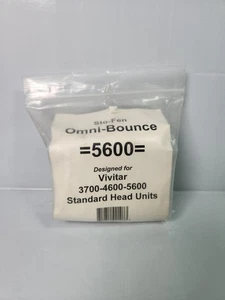 Sto-Fen
Omni-Bounce
=5600=
Designed for
Vivitar
3700-4600-5600
Standard Head Units